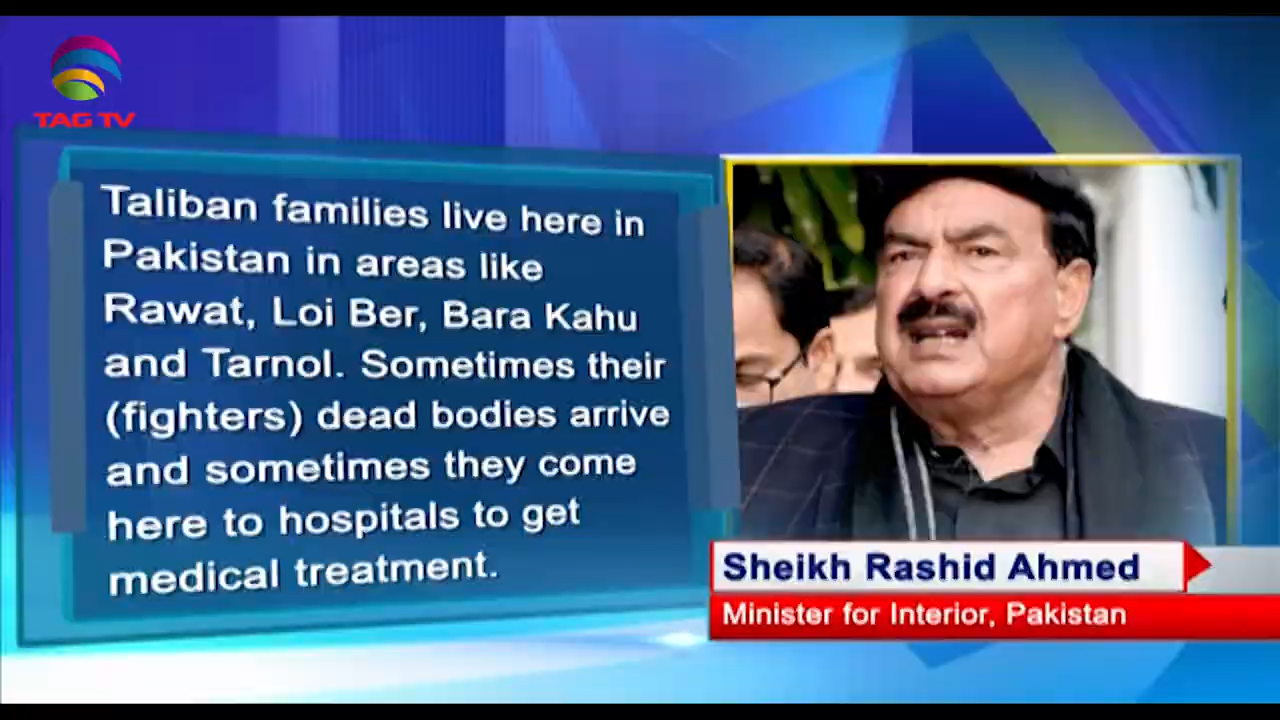 TAG TV
Taliban families live here in
Pakistan in areas like
Rawat, Loi Ber, Bara Kahu
and Tarnol. Sometimes their
(fighters) dead bodies arrive
and sometimes they come
here to hospitals to get
medical treatment.
Sheikh Rashid Ahmed
Minister for Interior, Pakistan